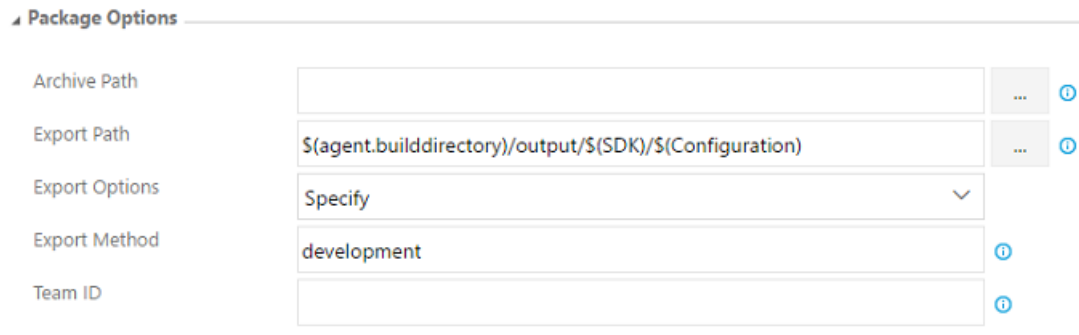 Package Options
Archive Path
...
Export Path
$(agent.builddirectory)/output/$(SDK)/$(Configuration)
...
Export Options
Specify
Export Method
development
Team ID